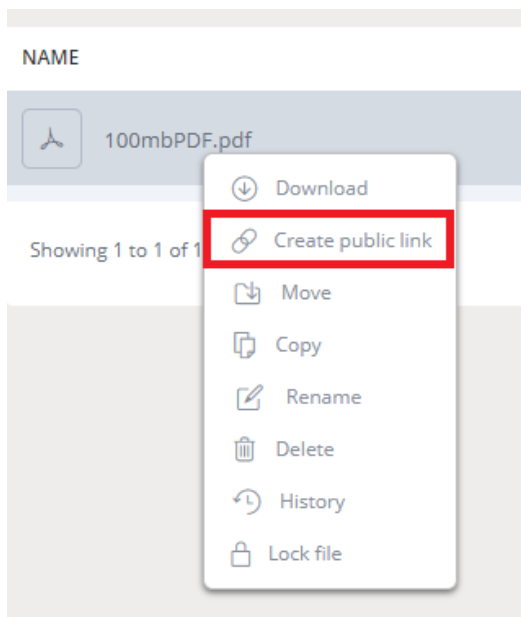 NAME
100mbPDF.pdf
Download
Create public link
Showing 1 to 1 of 1
Move
Copy
Rename
Delete
History
Lock file